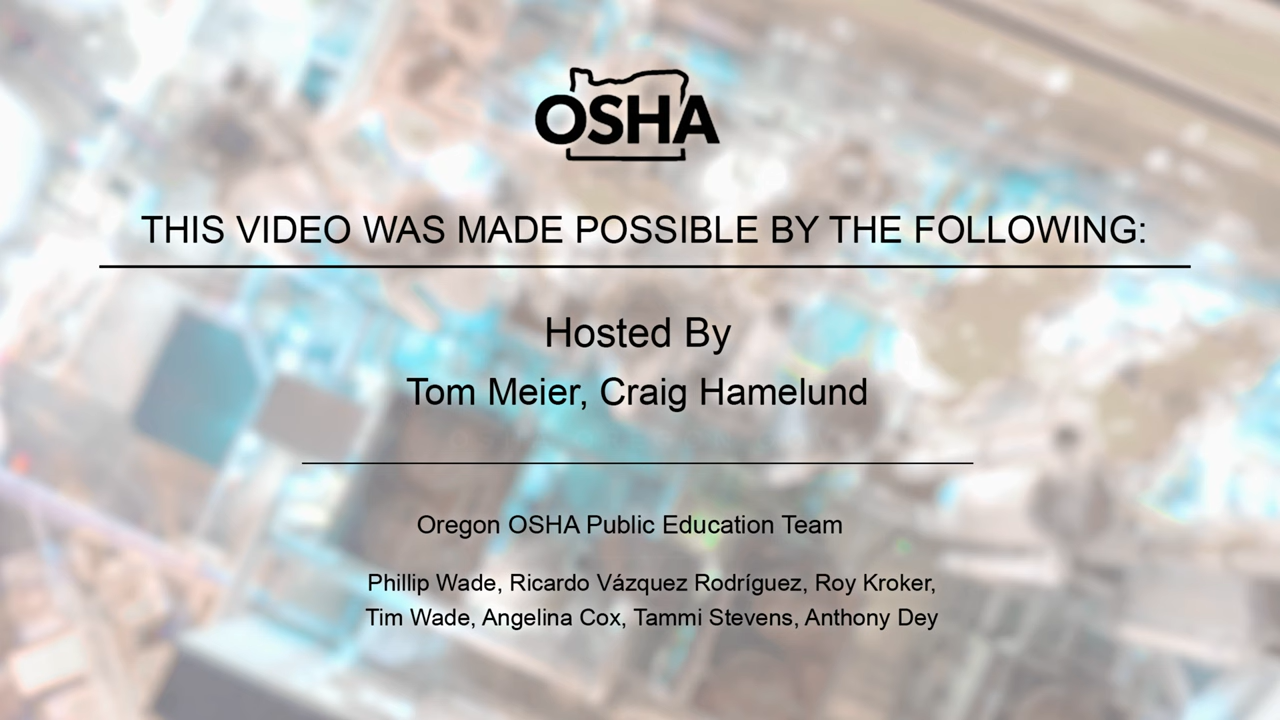 OSHA
THIS VIDEO WAS MADE POSSIBLE BY THE FOLLOWING:
Hosted By
Tom Meier, Craig Hamelund
Oregon OSHA Public Education Team
Phillip Wade, Ricardo Vázquez Rodríguez, Roy Kroker,
Tim Wade, Angelina Cox, Tammi Stevens, Anthony Dey